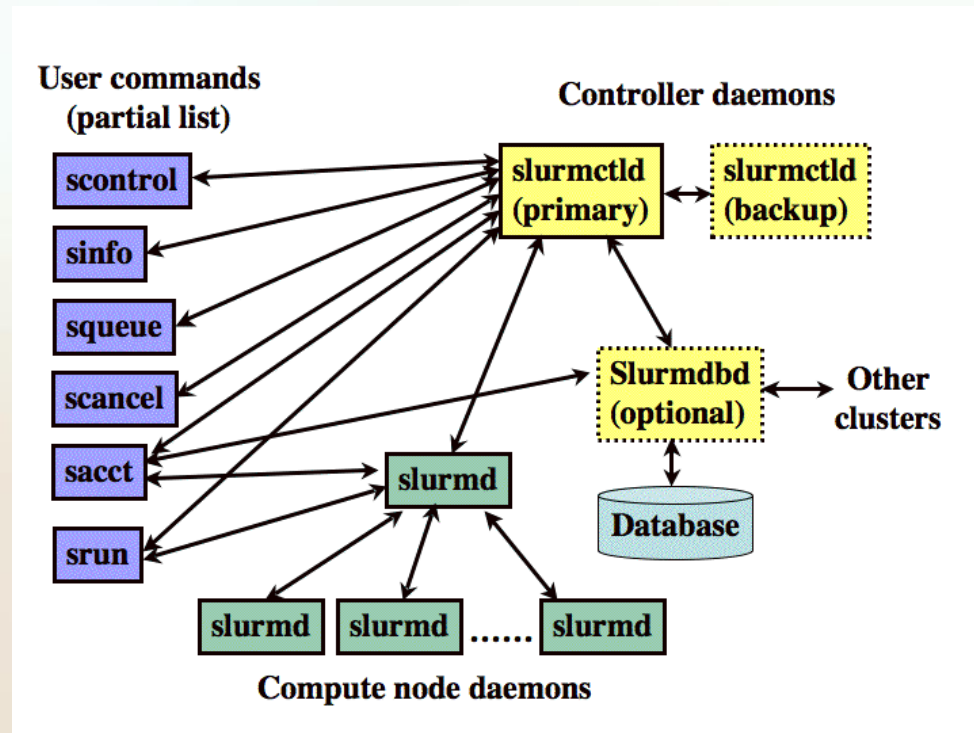 User commands
(partial list)
Controller daemons
scontrol
slurmctld
(primary)
slurmctld
(backup)
sinfo
squeue
scancel
Slurmdbd
(optional)
Other
clusters
sacct
slurmd
Database
srun
slurmd
slurmd
......
slurmd
Compute node daemons